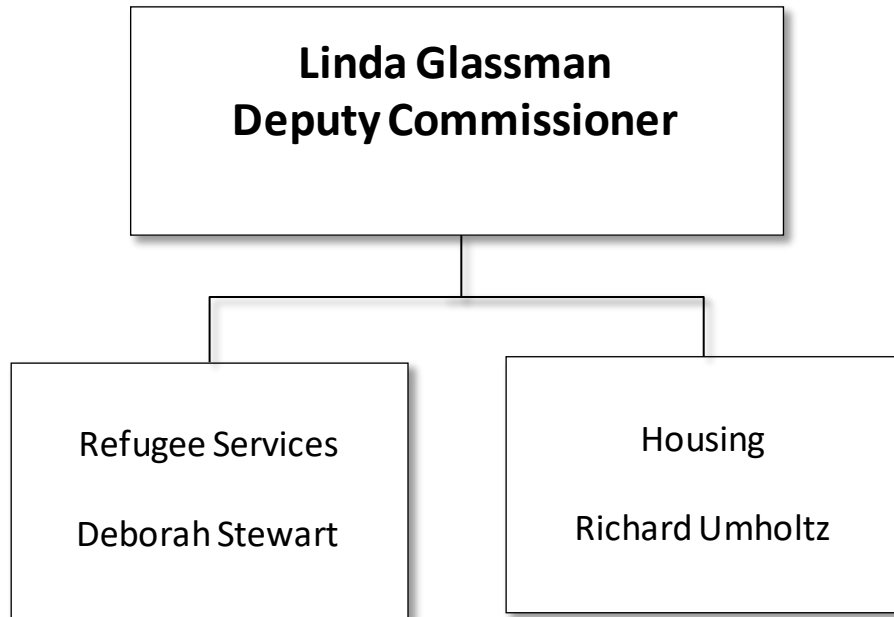 Linda Glassman
Deputy Commissioner
Refugee Services
Deborah Stewart
Housing
Richard Umholtz